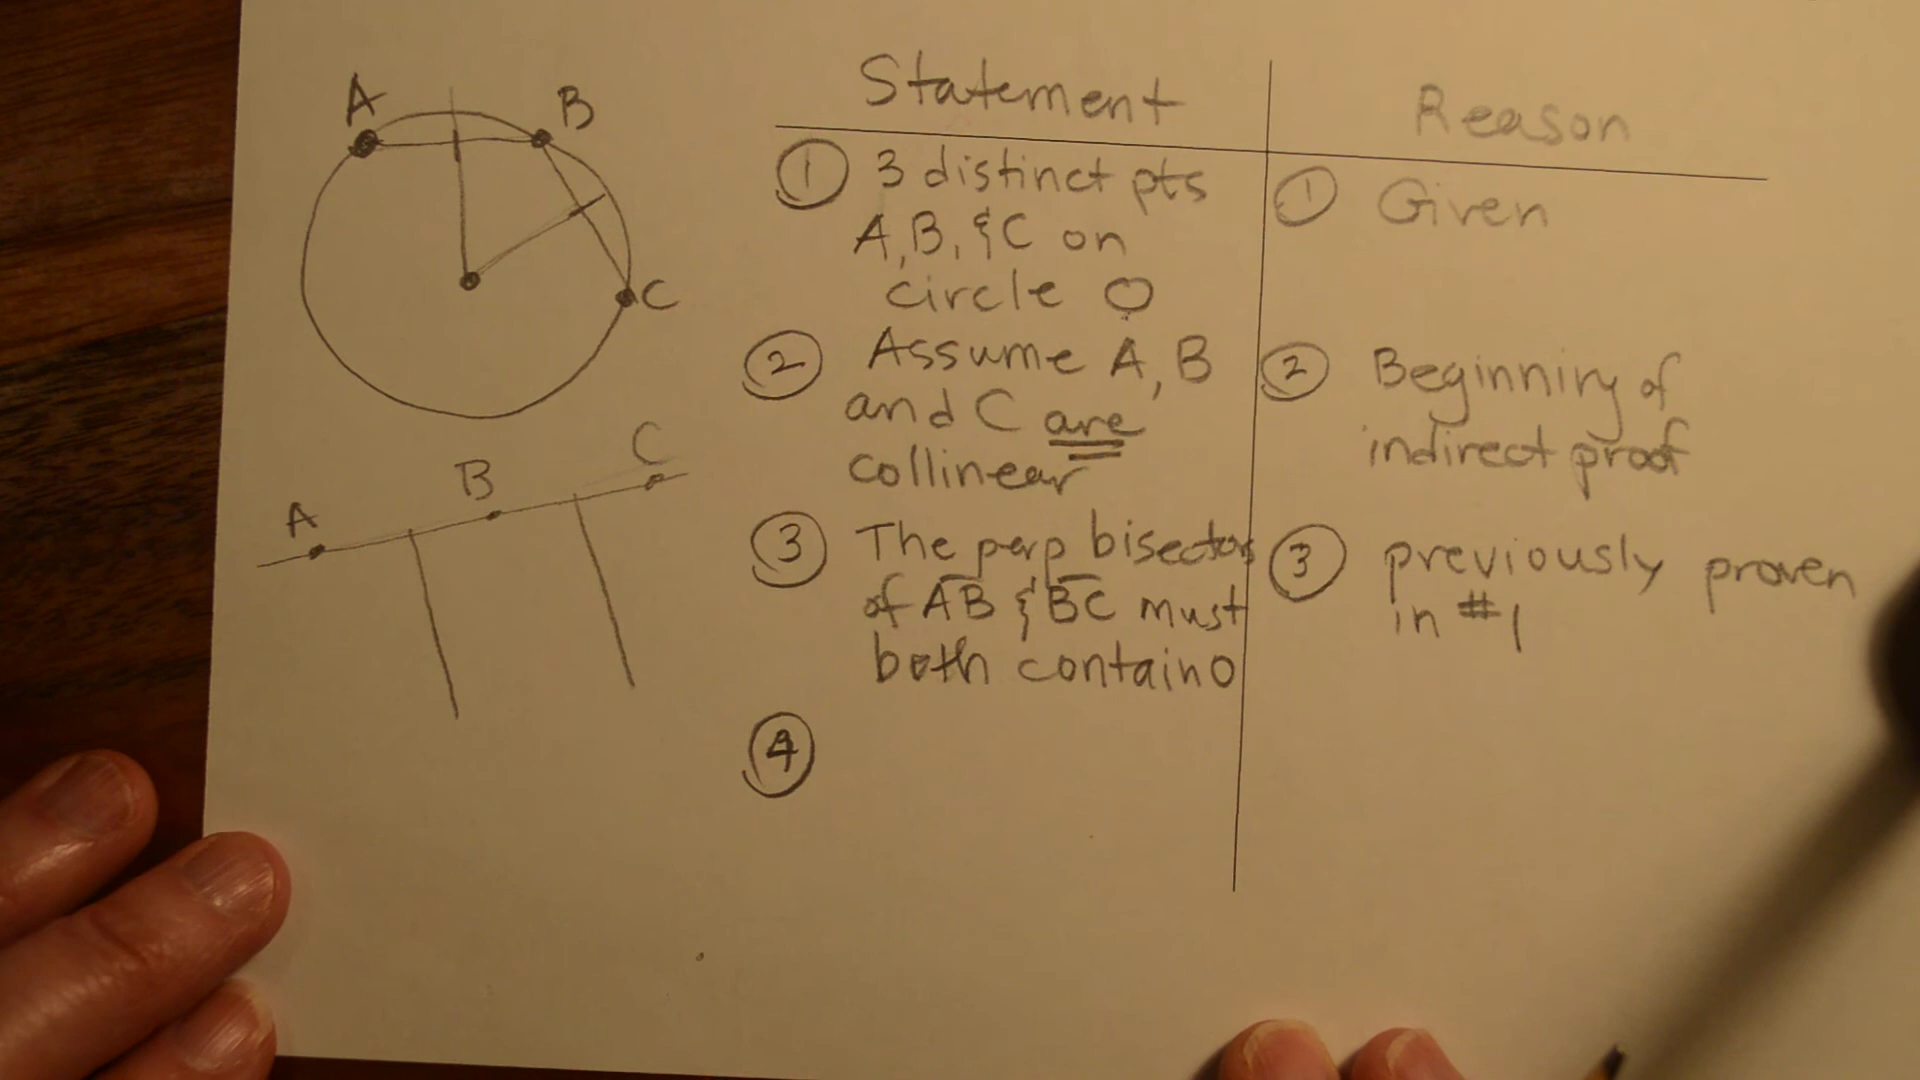 A
B
C
C
B
A
Statement
Reason
① 3 distinct pts
A, B, & C on
circle O
① Given
② Assume A, B
and C are
collinear
② Beginning of
indirect proof
③ The perp bisectors
of AB & BC must
both contain O
③ previously proven
in #1
④